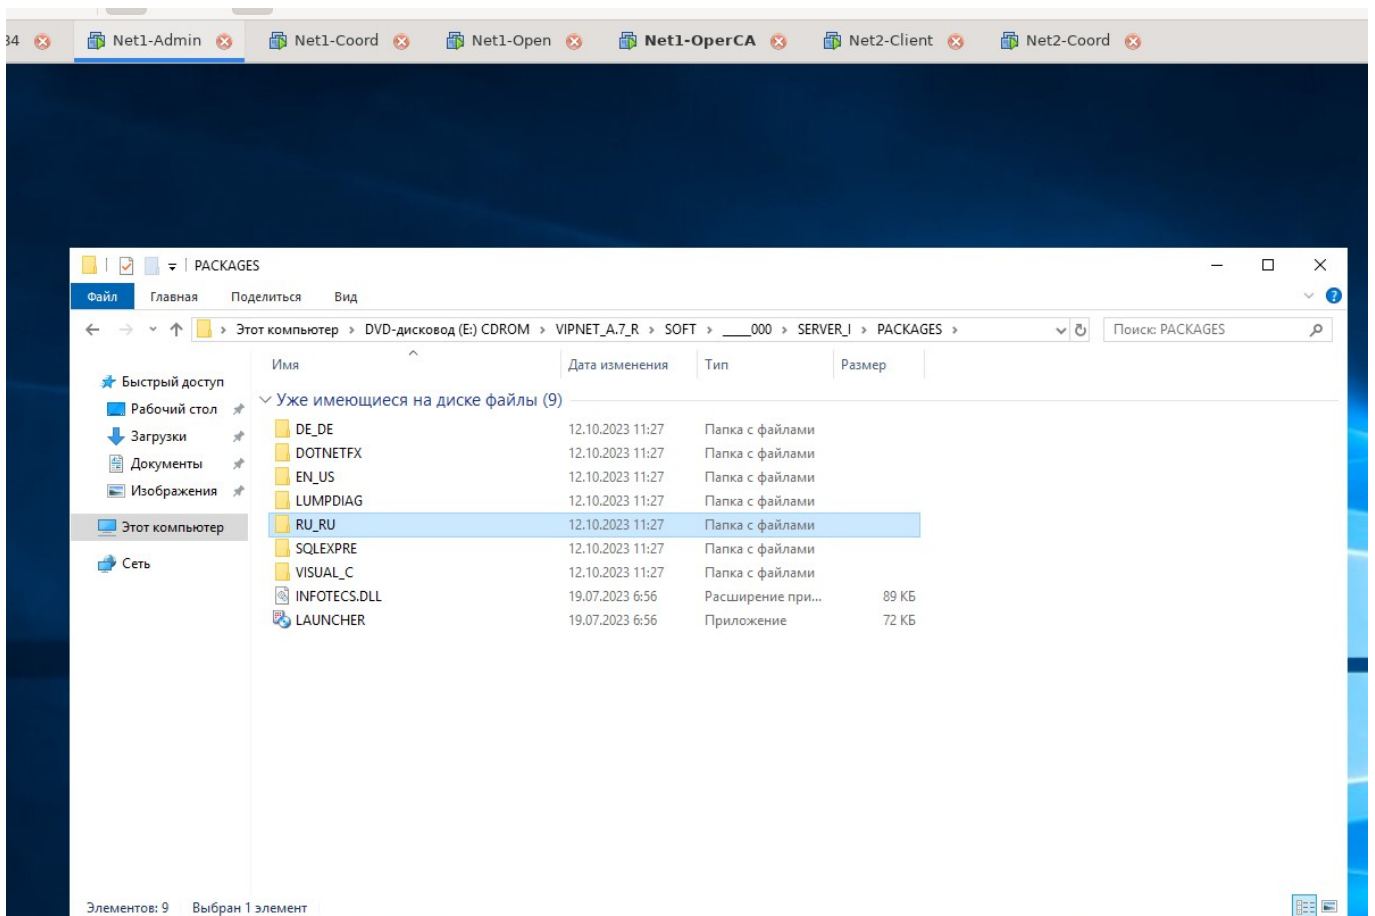 34 Net1-Admin Net1-Coord Net1-Open Net1-OperCA Net2-Client Net2-Coord
PACKAGES
Файл Главная Поделиться Вид
Этот компьютер > DVD-дисковод (E:) CDROM > VIPNET_A.7_R > SOFT > ____000 > SERVER_I > PACKAGES >
Поиск: PACKAGES
Быстрый доступ
Рабочий стол
Загрузки
Документы
Изображения
Этот компьютер
Сеть
Имя Дата изменения Тип Размер
Уже имеющиеся на диске файлы (9)
DE_DE 12.10.2023 11:27 Папка с файлами
DOTNETFX 12.10.2023 11:27 Папка с файлами
EN_US 12.10.2023 11:27 Папка с файлами
LUMPDIAG 12.10.2023 11:27 Папка с файлами
RU_RU 12.10.2023 11:27 Папка с файлами
SQLEXPRE 12.10.2023 11:27 Папка с файлами
VISUAL_C 12.10.2023 11:27 Папка с файлами
INFOTECS.DLL 19.07.2023 6:56 Расширение при... 89 КБ
LAUNCHER 19.07.2023 6:56 Приложение 72 КБ
Элементов: 9 Выбран 1 элемент